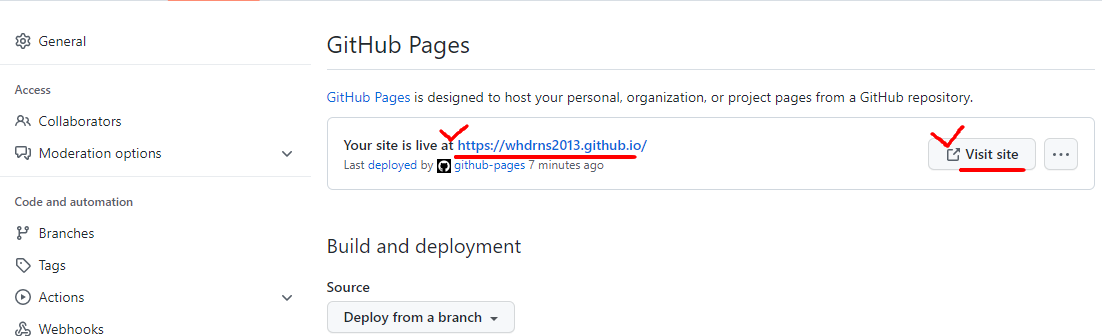 General
Access
Collaborators
Moderation options
Code and automation
Branches
Tags
Actions
Webhooks
GitHub Pages
GitHub Pages is designed to host your personal, organization, or project pages from a GitHub repository.
Your site is live at https://whdrns2013.github.io/
Last deployed by github-pages 7 minutes ago
Visit site
Build and deployment
Source
Deploy from a branch